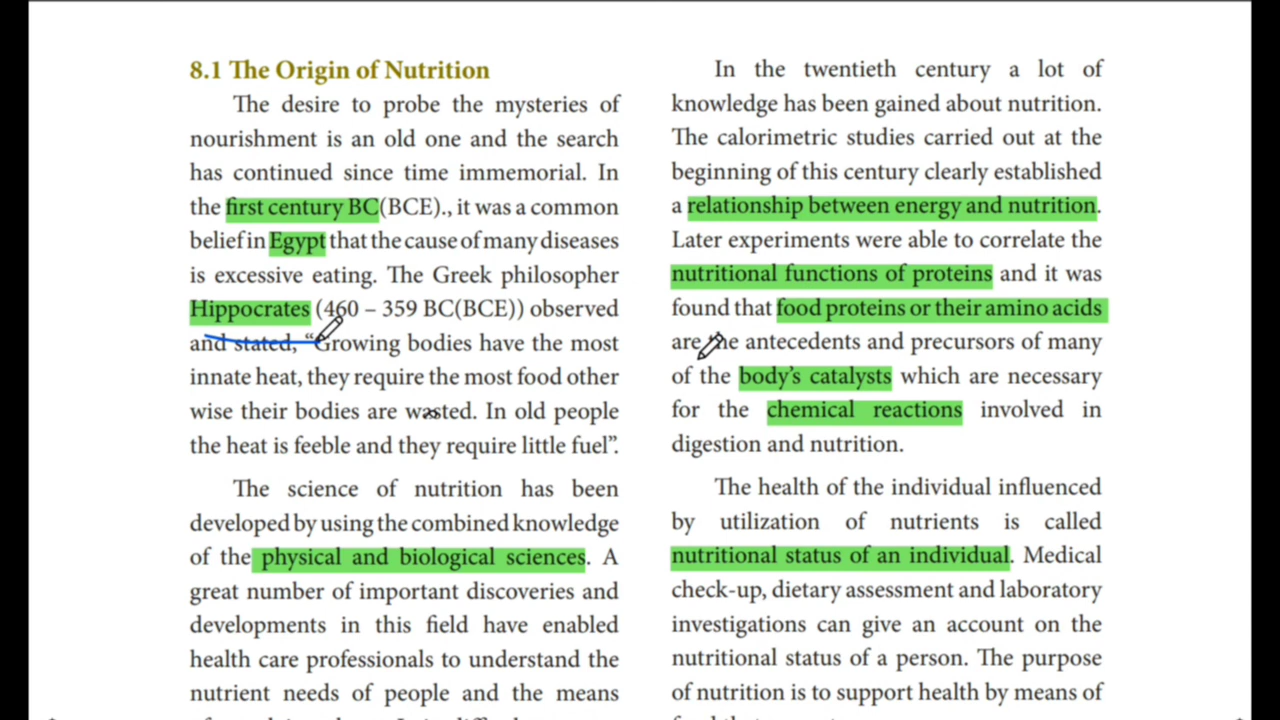 8.1 The Origin of Nutrition
The desire to probe the mysteries of
nourishment is an old one and the search
has continued since time immemorial. In
the first century BC(BCE)., it was a common
belief in Egypt that the cause of many diseases
is excessive eating. The Greek philosopher
Hippocrates (460 – 359 BC(BCE)) observed
and stated, “Growing bodies have the most
innate heat, they require the most food other
wise their bodies are wasted. In old people
the heat is feeble and they require little fuel”.
The science of nutrition has been
developed by using the combined knowledge
of the physical and biological sciences. A
great number of important discoveries and
developments in this field have enabled
health care professionals to understand the
nutrient needs of people and the means
In the twentieth century a lot of
knowledge has been gained about nutrition.
The calorimetric studies carried out at the
beginning of this century clearly established
a relationship between energy and nutrition.
Later experiments were able to correlate the
nutritional functions of proteins and it was
found that food proteins or their amino acids
are the antecedents and precursors of many
of the body’s catalysts which are necessary
for the chemical reactions involved in
digestion and nutrition.
The health of the individual influenced
by utilization of nutrients is called
nutritional status of an individual. Medical
check-up, dietary assessment and laboratory
investigations can give an account on the
nutritional status of a person. The purpose
of nutrition is to support health by means of